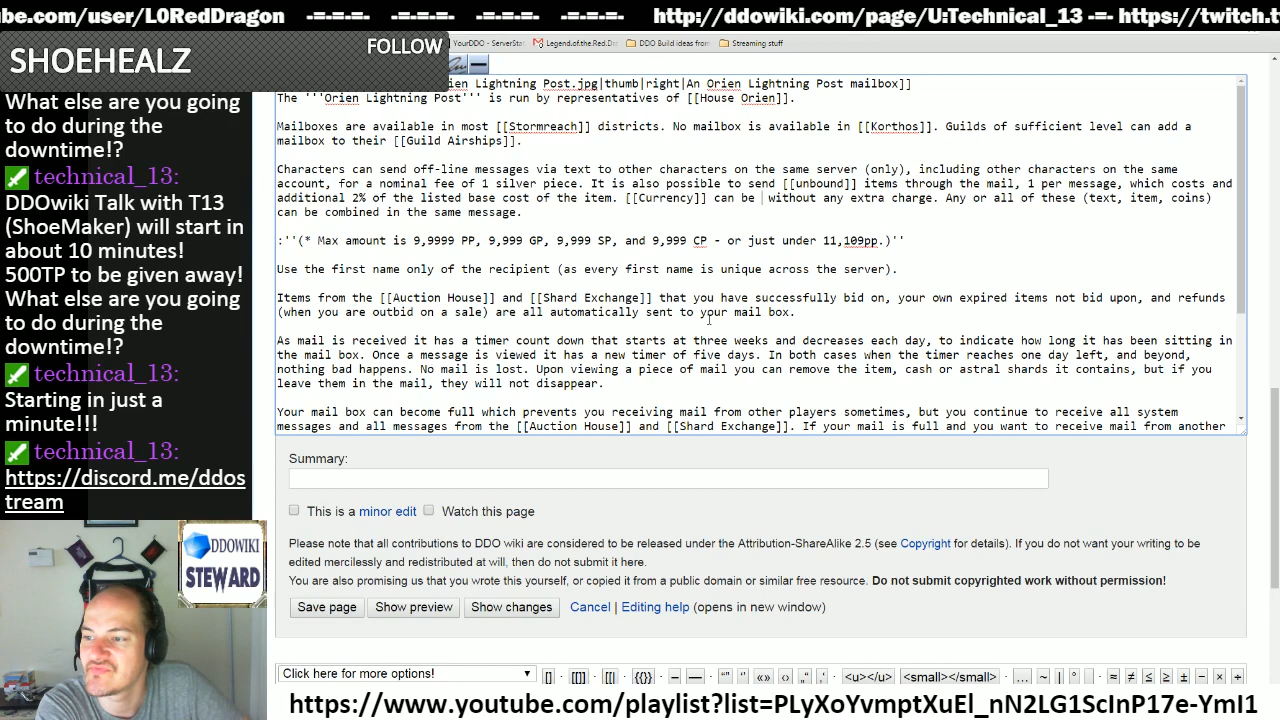 be.com/user/L0RedDragon -=-=-=- -=-=-=- -=-=-=- -=-=-=- http://ddowiki.com/page/U:Technical_13 -=- https://twitch.t
SHOEHEALZ
FOLLOW
YourDDO - ServerStat
Legend.of.the.Red.Dr
DDO Build ideas from
Streaming stuff
What else are you going
to do during the
downtime!?
technical_13:
DDOwiki Talk with T13
(ShoeMaker) will start in
about 10 minutes!
500TP to be given away!
What else are you going
to do during the
downtime!?
technical_13:
Starting in just a
minute!!!
technical_13:
https://discord.me/ddos
tream
DDOWIKI
STEWARD
ien Lightning Post.jpg|thumb|right|An Orien Lightning Post mailbox]]
The '''Orien Lightning Post''' is run by representatives of [[House Orien]].
Mailboxes are available in most [[Stormreach]] districts. No mailbox is available in [[Korthos]]. Guilds of sufficient level can add a
mailbox to their [[Guild Airships]].
Characters can send off-line messages via text to other characters on the same server (only), including other characters on the same
account, for a nominal fee of 1 silver piece. It is also possible to send [[unbound]] items through the mail, 1 per message, which costs and
additional 2% of the listed base cost of the item. [[Currency]] can be  without any extra charge. Any or all of these (text, item, coins)
can be combined in the same message.
:''(* Max amount is 9,9999 PP, 9,999 GP, 9,999 SP, and 9,999 CP - or just under 11,109pp.)''
Use the first name only of the recipient (as every first name is unique across the server).
Items from the [[Auction House]] and [[Shard Exchange]] that you have successfully bid on, your own expired items not bid upon, and refunds
(when you are outbid on a sale) are all automatically sent to your mail box.
As mail is received it has a timer count down that starts at three weeks and decreases each day, to indicate how long it has been sitting in
the mail box. Once a message is viewed it has a new timer of five days. In both cases when the timer reaches one day left, and beyond,
nothing bad happens. No mail is lost. Upon viewing a piece of mail you can remove the item, cash or astral shards it contains, but if you
leave them in the mail, they will not disappear.
Your mail box can become full which prevents you receiving mail from other players sometimes, but you continue to receive all system
messages and all messages from the [[Auction House]] and [[Shard Exchange]]. If your mail is full and you want to receive mail from another
Summary:
This is a minor edit
Watch this page
Please note that all contributions to DDO wiki are considered to be released under the Attribution-ShareAlike 2.5 (see Copyright for details). If you do not want your writing to be
edited mercilessly and redistributed at will, then do not submit it here.
You are also promising us that you wrote this yourself, or copied it from a public domain or similar free resource. Do not submit copyrighted work without permission!
Save page
Show preview
Show changes
Cancel | Editing help (opens in new window)
Click here for more options!
[] · [[]] · [[| · {{}} · – · — · “” · ‘’ · «» · ‹› · „“ · ‚‘ · <u></u> · <small></small> · … · ~ | ° · ≈ ≠ ≤ ≥ ± − × ÷
https://www.youtube.com/playlist?list=PLyXoYvmptXuEl_nN2LG1ScInP17e-YmI1